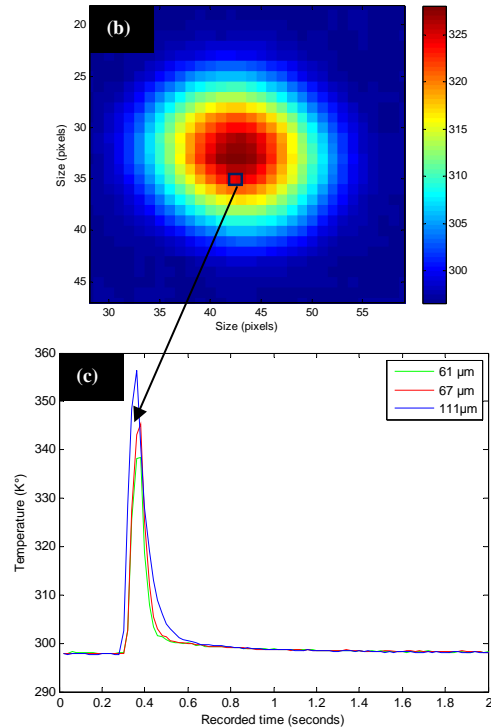 (b)
20
25
30
35
40
45
Size (pixels)
30 35 40 45 50 55
Size (pixels)
325
320
315
310
305
300
(c)
360
350
340
330
320
310
300
290
Temperature (K°)
61 µm
67 µm
111µm
0 0.2 0.4 0.6 0.8 1 1.2 1.4 1.6 1.8 2
Recorded time (seconds)